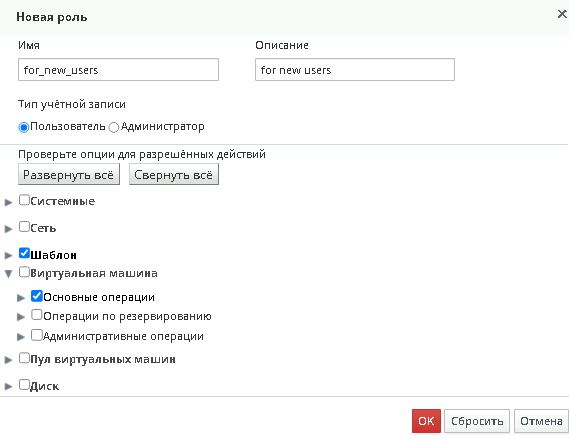 Новая роль
Имя Описание
for_new_users for new users
Тип учётной записи
Пользователь Администратор
Проверьте опции для разрешённых действий
Развернуть всё Свернуть всё
Системные
Сеть
Шаблон
Виртуальная машина
Основные операции
Операции по резервированию
Административные операции
Пул виртуальных машин
Диск
OK Сбросить Отмена